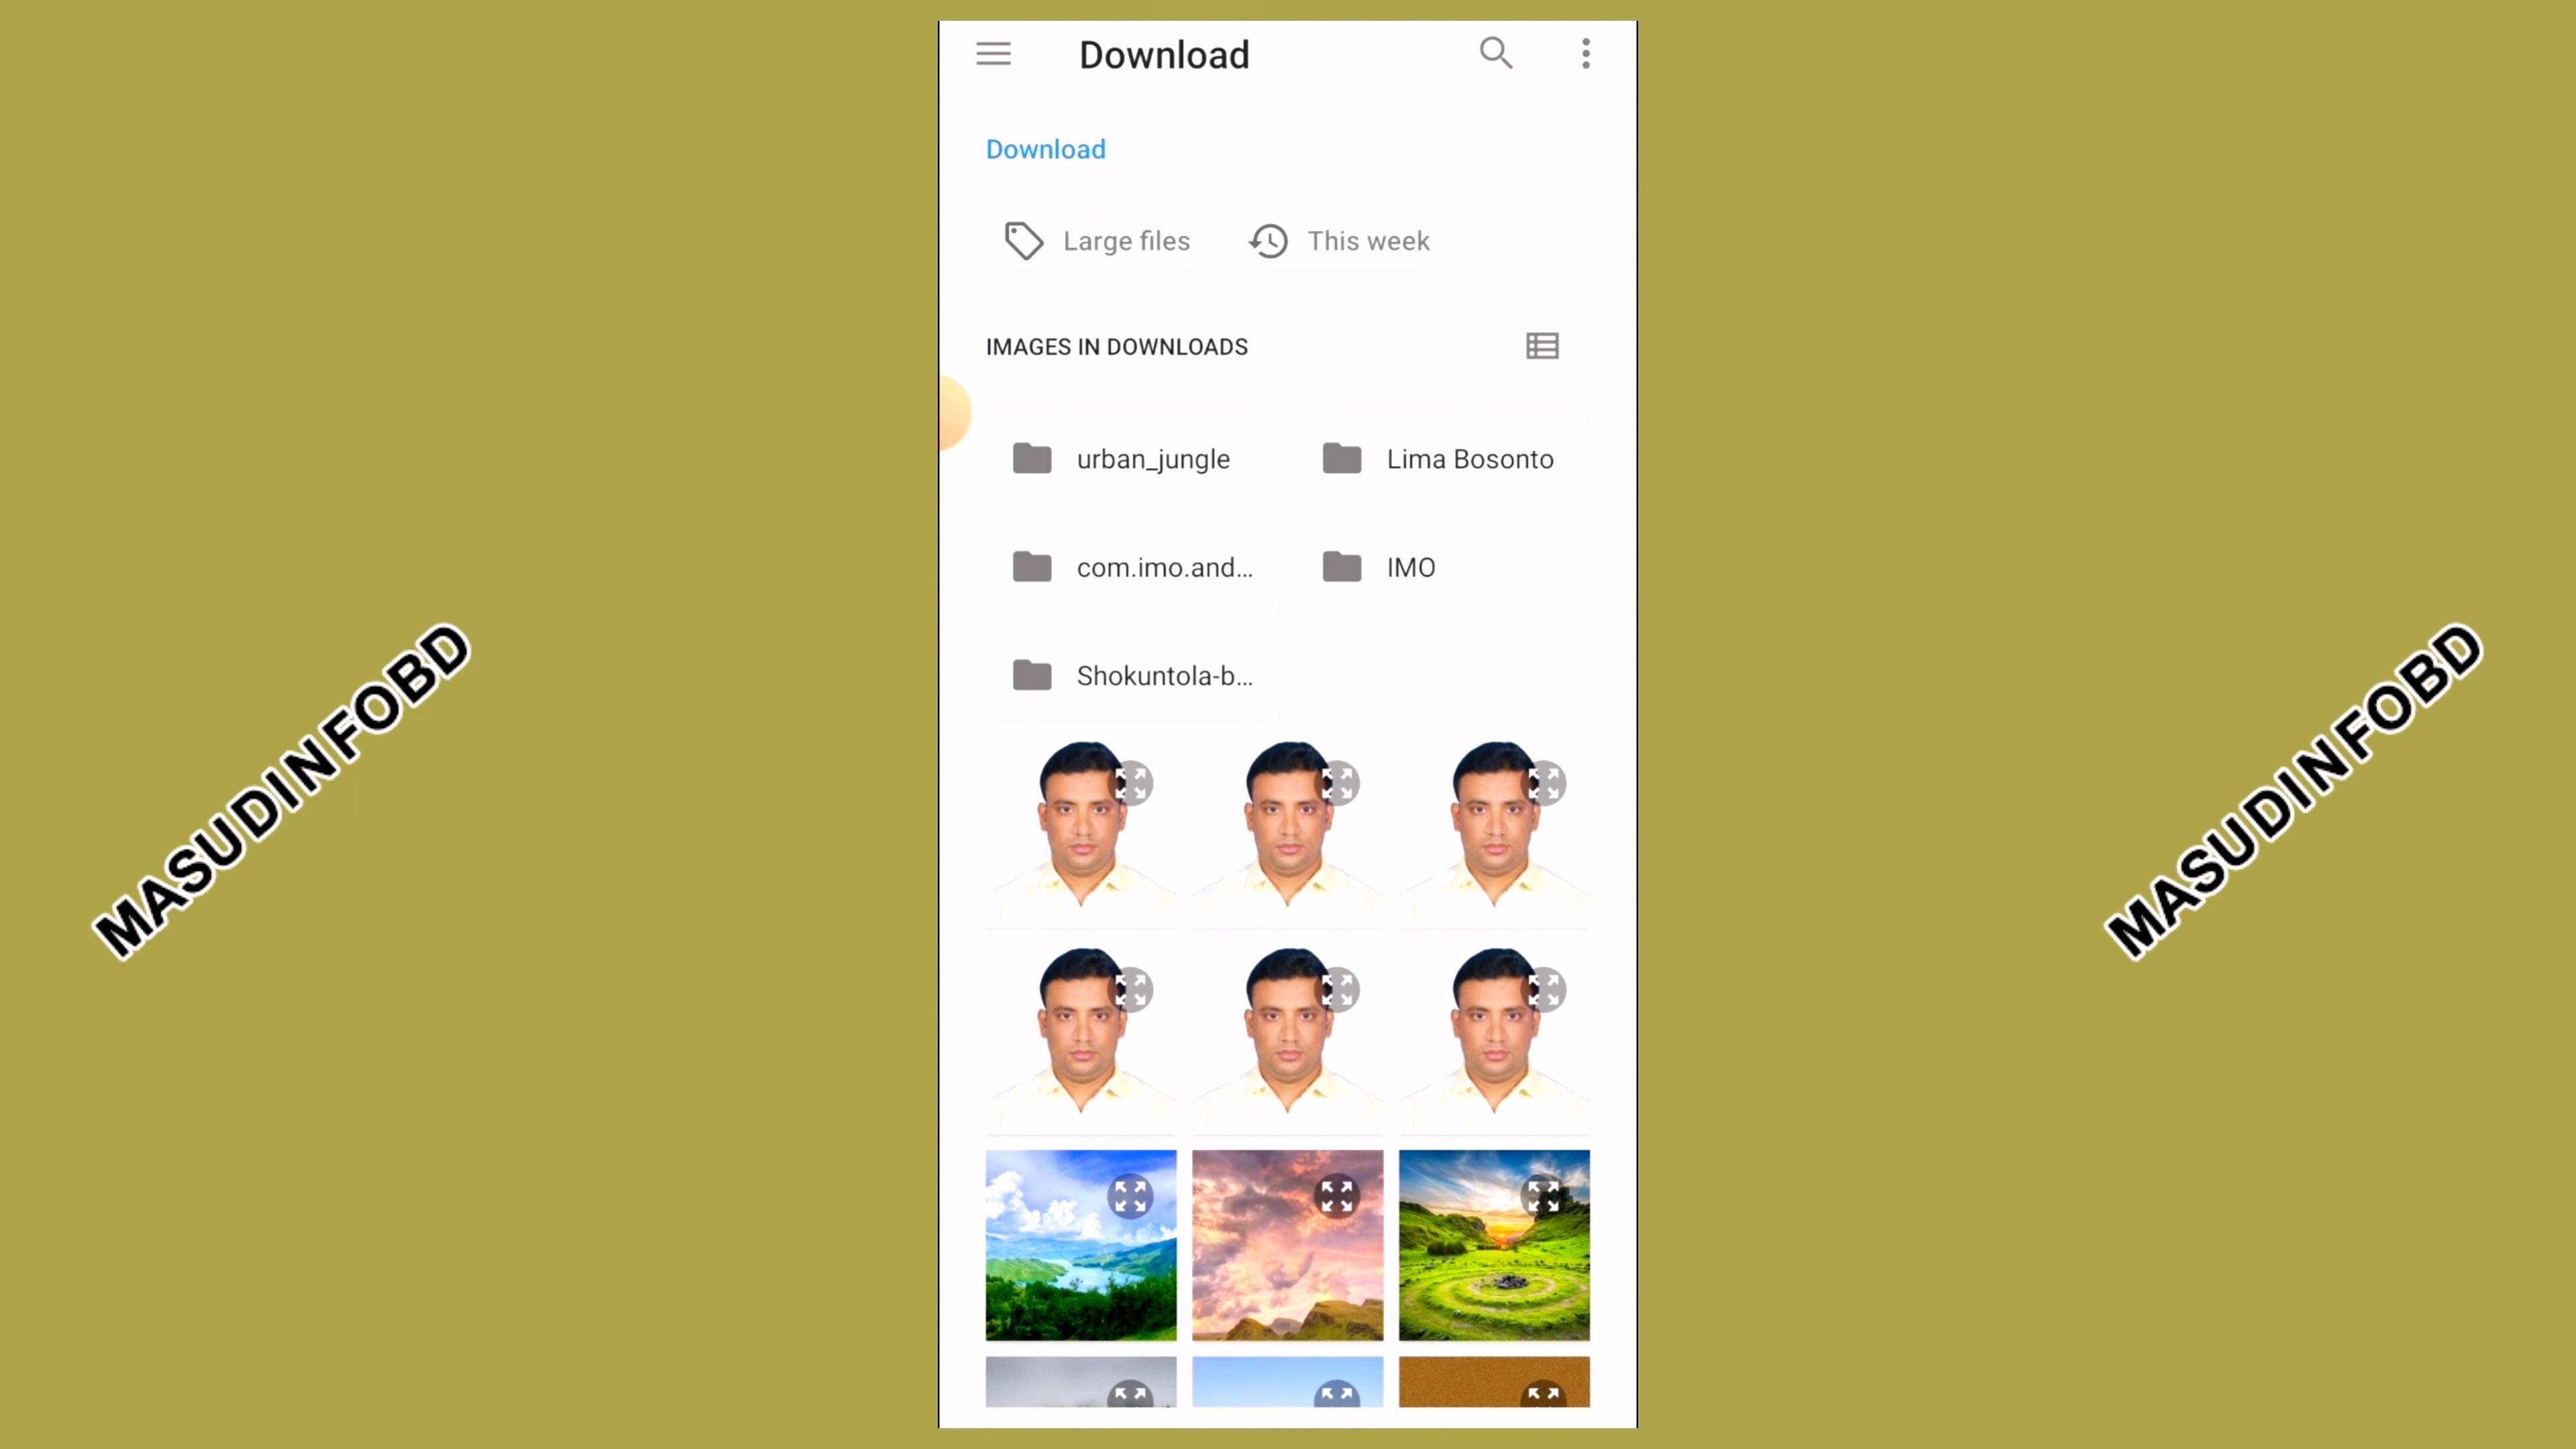 Download
Download
Large files
This week
IMAGES IN DOWNLOADS
urban_jungle
Lima Bosonto
com.imo.and...
IMO
Shokuntola-b...
MASUDINFOBD
MASUDINFOBD